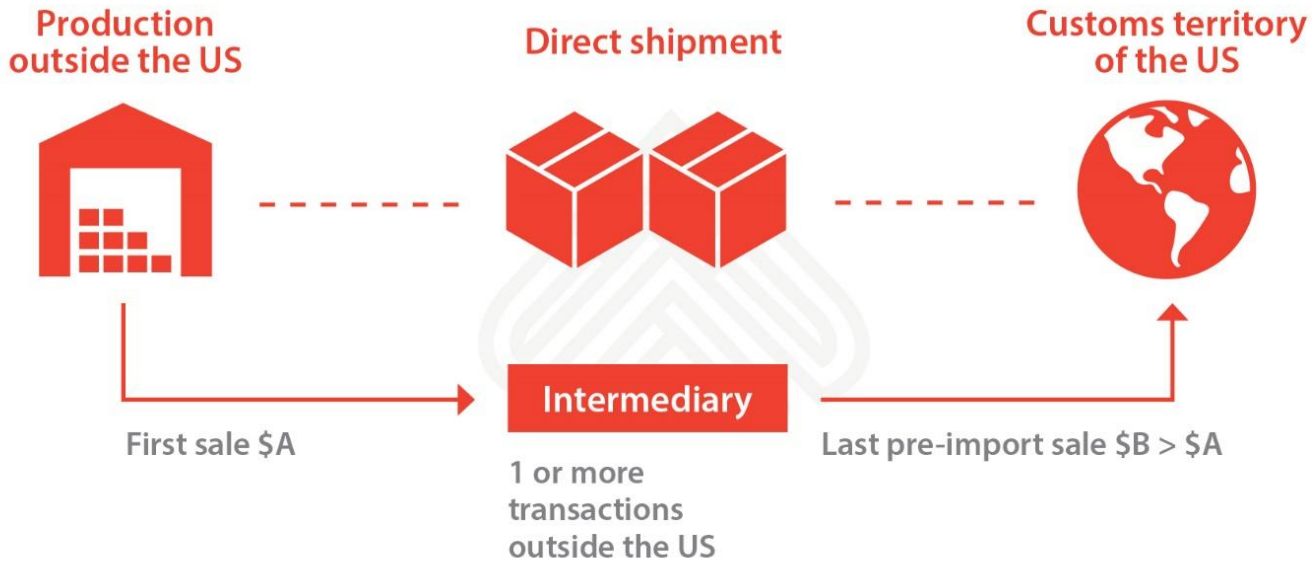 Production
outside the US
Direct shipment
Customs territory
of the US
Intermediary
First sale $A
Last pre-import sale $B > $A
1 or more
transactions
outside the US